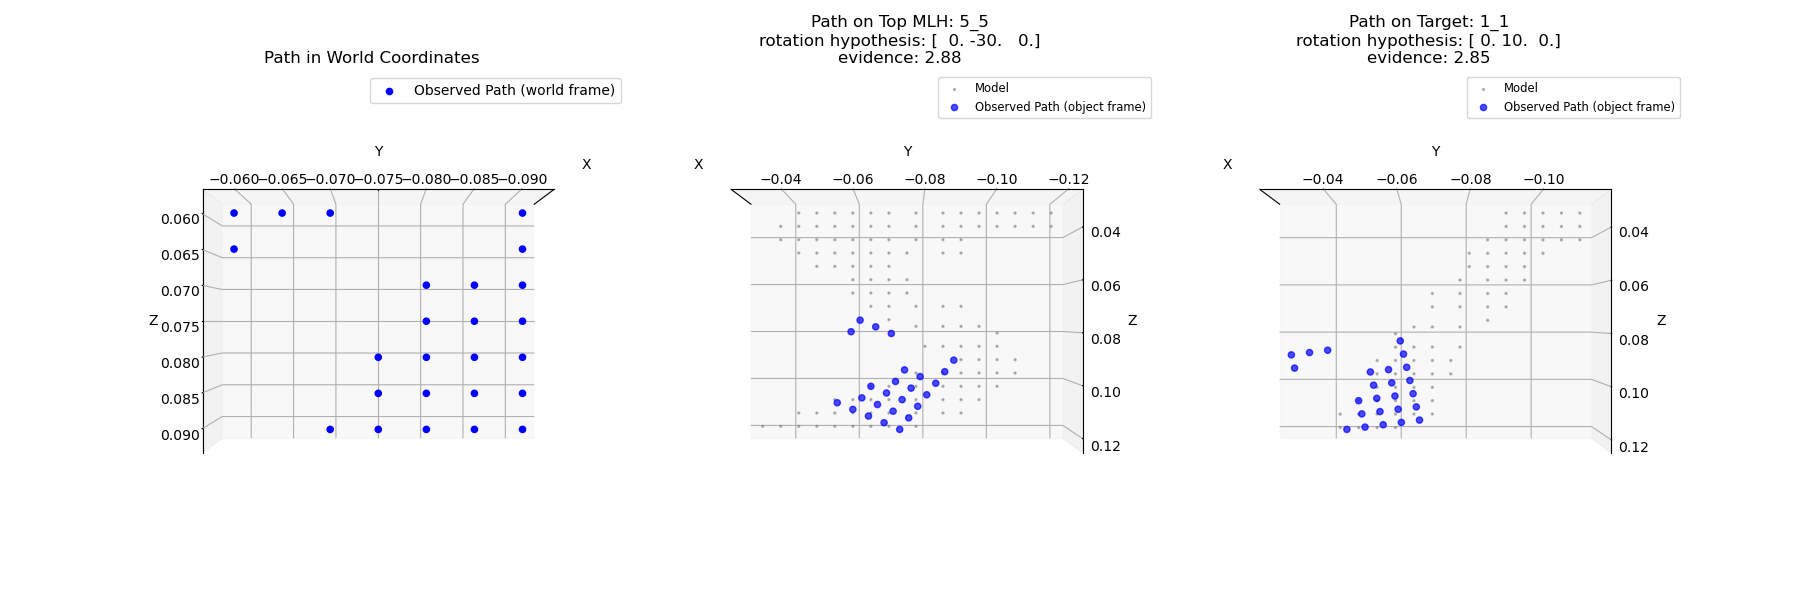 Path in World Coordinates
Observed Path (world frame)
Y
X
−0.060 −0.065 −0.070 −0.075 −0.080 −0.085 −0.090
Z
0.060
0.065
0.070
0.075
0.080
0.085
0.090
Path on Top MLH: 5_5
rotation hypothesis: [  0. -30.   0.]
evidence: 2.88
Model
Observed Path (object frame)
X
Y
−0.04 −0.06 −0.08 −0.10 −0.12
0.04
0.06
0.08
0.10
0.12
Z
Path on Target: 1_1
rotation hypothesis: [ 0. 10.  0.]
evidence: 2.85
Model
Observed Path (object frame)
X
Y
−0.04 −0.06 −0.08 −0.10
0.04
0.06
0.08
0.10
0.12
Z